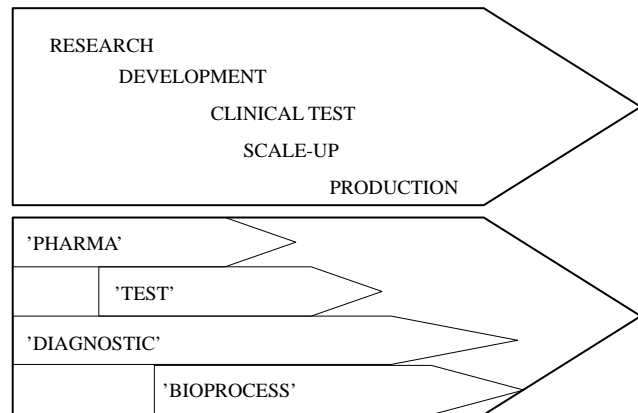 RESEARCH
DEVELOPMENT
CLINICAL TEST
SCALE-UP
PRODUCTION
’PHARMA’
’TEST’
’DIAGNOSTIC’
’BIOPROCESS’